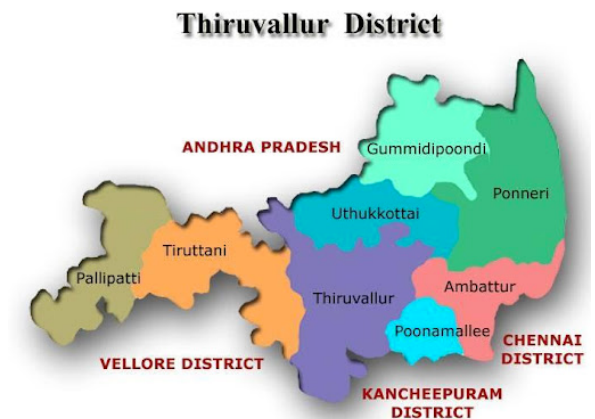 Thiruvallur District
ANDHRA PRADESH
Gummidipoondi
Ponneri
Uthukkottai
Tiruttani
Pallipatti
Thiruvallur
Ambattur
Poonamallee
VELLORE DISTRICT
CHENNAI
DISTRICT
KANCHEEPURAM
DISTRICT